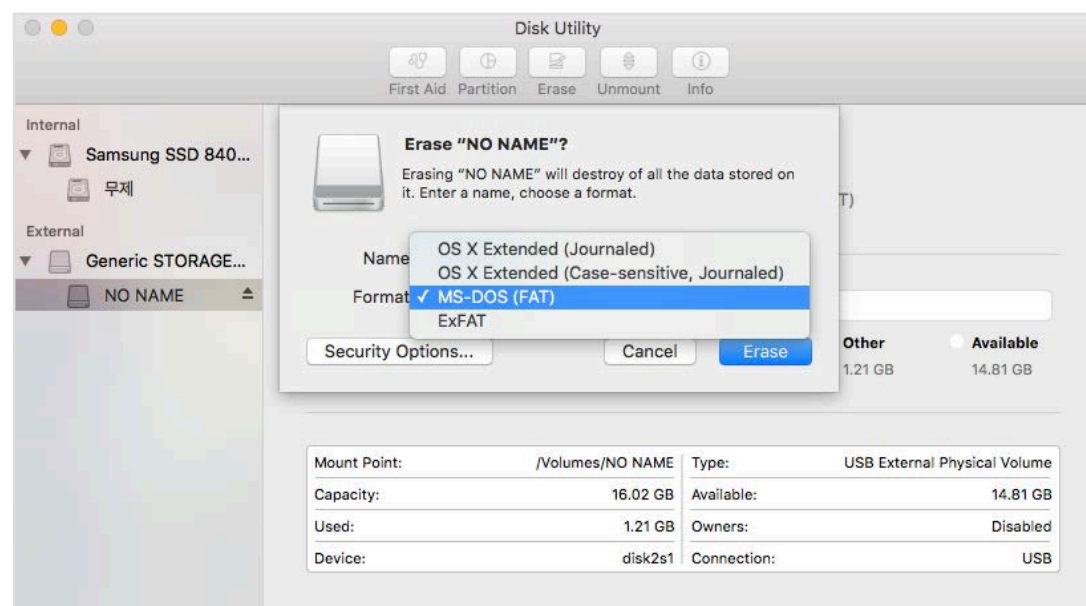 Disk Utility
First Aid Partition Erase Unmount Info
Internal
Samsung SSD 840...
무제
External
Generic STORAGE...
NO NAME
Erase “NO NAME”?
Erasing “NO NAME” will destroy of all the data stored on
it. Enter a name, choose a format.
T)
Name
OS X Extended (Journaled)
OS X Extended (Case-sensitive, Journaled)
Format ✓ MS-DOS (FAT)
ExFAT
Security Options... Cancel Erase
Other Available
1.21 GB 14.81 GB
Mount Point: /Volumes/NO NAME Type: USB External Physical Volume
Capacity: 16.02 GB Available: 14.81 GB
Used: 1.21 GB Owners: Disabled
Device: disk2s1 Connection: USB